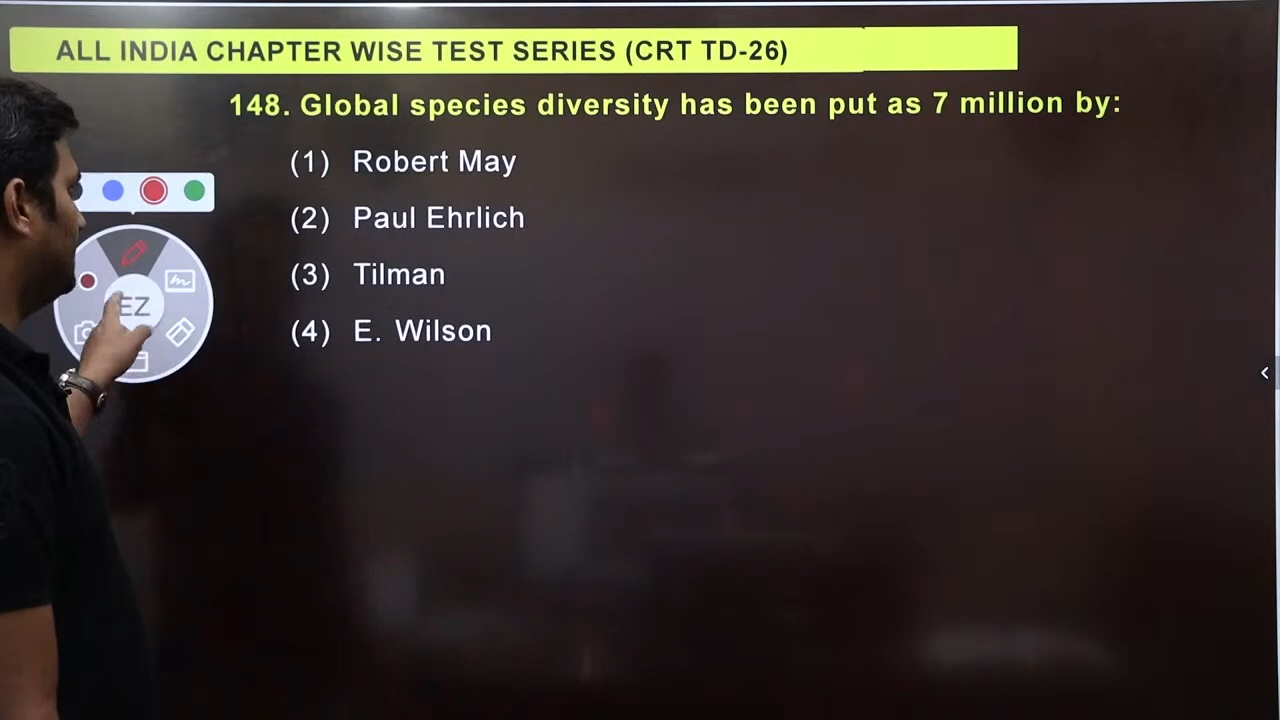 ALL INDIA CHAPTER WISE TEST SERIES (CRT TD-26)
148. Global species diversity has been put as 7 million by:
(1) Robert May
(2) Paul Ehrlich
(3) Tilman
(4) E. Wilson
EZ